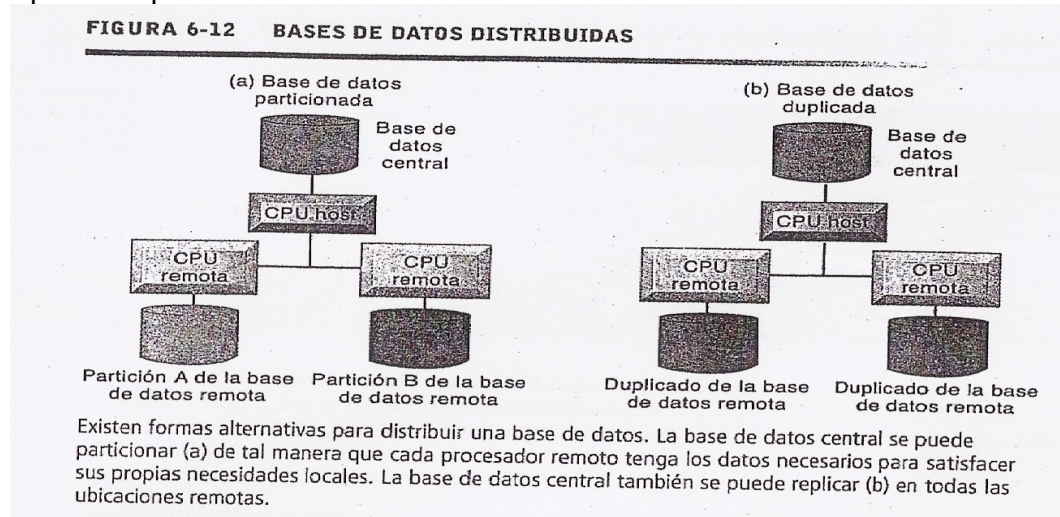 FIGURA 6-12 BASES DE DATOS DISTRIBUIDAS
(a) Base de datos
particionada
Base de
datos
central
CPU host
CPU
remota
CPU
remota
Partición A de la base
de datos remota
Partición B de la base
de datos remota
(b) Base de datos
duplicada
Base de
datos
central
CPU host
CPU
remota
CPU
remota
Duplicado de la base
de datos remota
Duplicado de la base
de datos remota
Existen formas alternativas para distribuir una base de datos. La base de datos central se puede
particionar (a) de tal manera que cada procesador remoto tenga los datos necesarios para satisfacer
sus propias necesidades locales. La base de datos central también se puede replicar (b) en todas las
ubicaciones remotas.